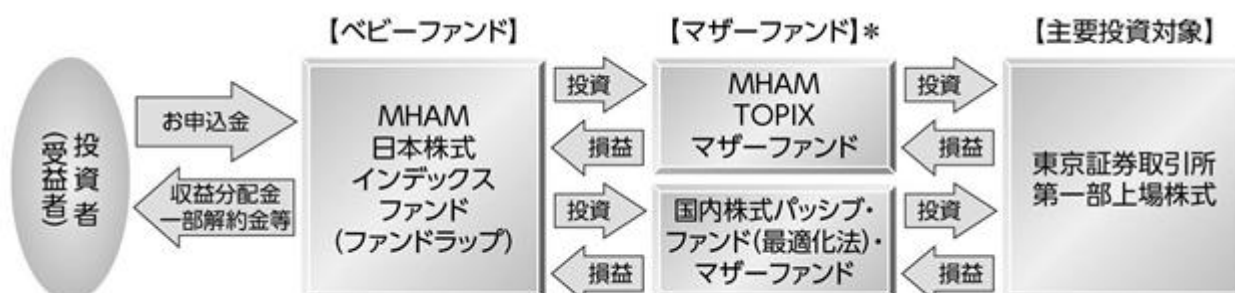 【ベビーファンド】
【マザーファンド】*
【主要投資対象】
投資者
(受益者)
お申込金
収益分配金
一部解約金等
MHAM
日本株式
インデックス
ファンド
(ファンドラップ)
投資
損益
投資
損益
MHAM
TOPIX
マザーファンド
国内株式パッシブ・
ファンド(最適化法)・
マザーファンド
投資
損益
投資
損益
東京証券取引所
第一部上場株式